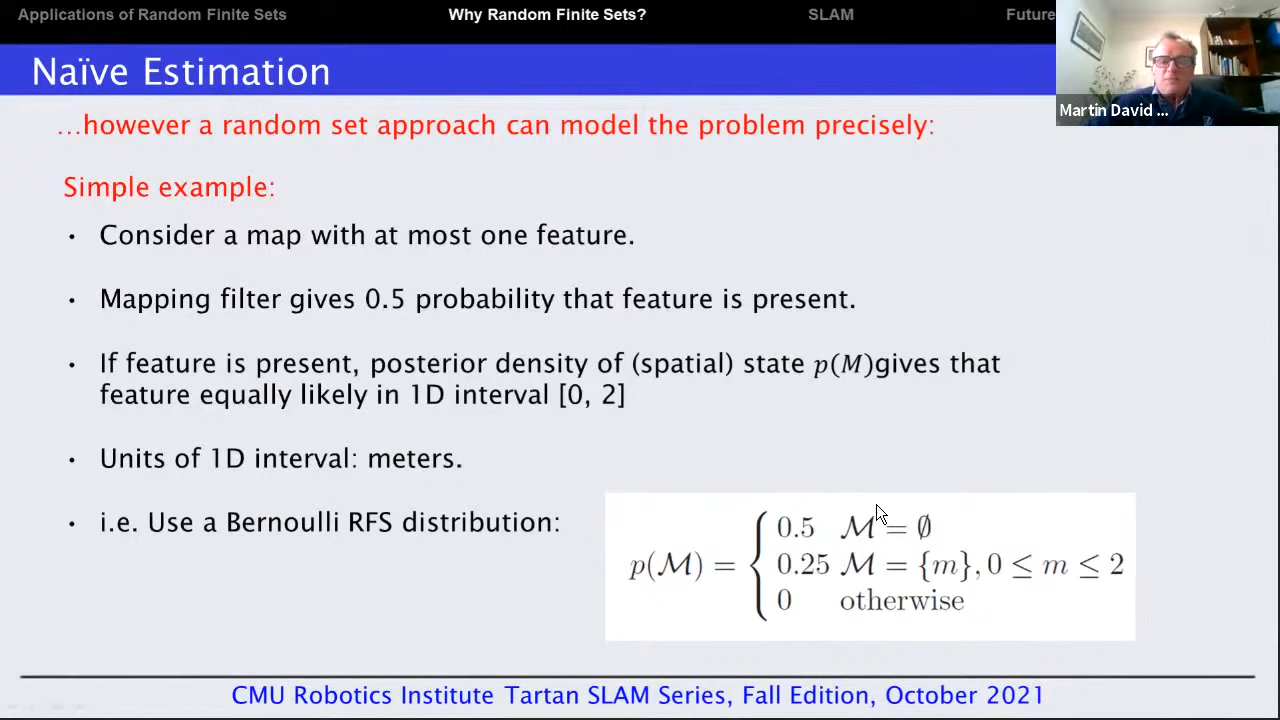 Applications of Random Finite Sets Why Random Finite Sets? SLAM Future
Martin David ...
Naïve Estimation
...however a random set approach can model the problem precisely:
Simple example:
• Consider a map with at most one feature.
• Mapping filter gives 0.5 probability that feature is present.
• If feature is present, posterior density of (spatial) state p(M)gives that
feature equally likely in 1D interval [0, 2]
• Units of 1D interval: meters.
• i.e. Use a Bernoulli RFS distribution:
0.5 ℳ = ∅
p(ℳ) = { 0.25 ℳ = {m}, 0 ≤ m ≤ 2
0 otherwise
CMU Robotics Institute Tartan SLAM Series, Fall Edition, October 2021